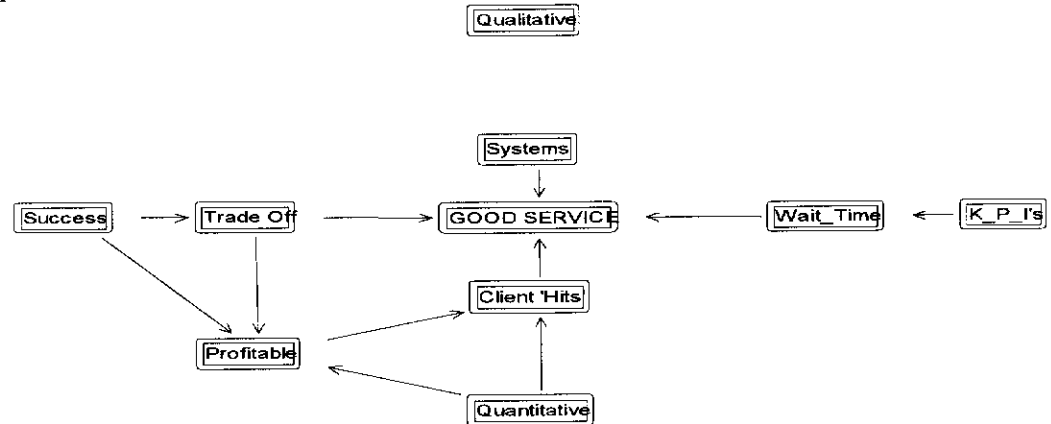 Qualitative
Systems
Success
Trade Off
GOOD SERVICE
Wait_Time
K_P_I's
Client 'Hits
Profitable
Quantitative